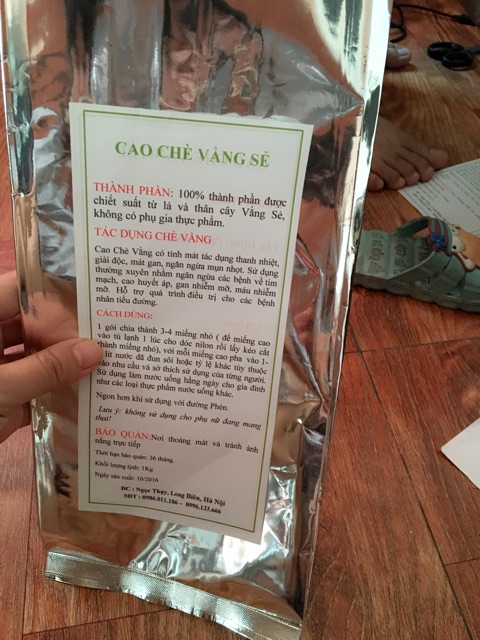 CAO CHÈ VẰNG SẺ
THÀNH PHẦN: 100% thành phần được
chiết suất từ lá và thân cây Vằng Sẻ,
không có phụ gia thực phẩm.
TÁC DỤNG CHÈ VẰNG
Cao Chè Vằng có tính mát tác dụng thanh nhiệt,
giải độc, mát gan, ngăn ngừa mụn nhọt. Sử dụng
thường xuyên nhằm ngăn ngừa các bệnh về tim
mạch, cao huyết áp, gan nhiễm mỡ, máu nhiễm
mỡ. Hỗ trợ quá trình điều trị cho các bệnh
nhân tiểu đường.
CÁCH DÙNG:
1 gói chia thành 3-4 miếng nhỏ ( để miếng cao
vào tủ lạnh 1 lúc cho dóc nilon rồi lấy kéo cắt
thành miếng nhỏ), với mỗi miếng cao pha vào 1-
lít nước đã đun sôi hoặc tỷ lệ khác tùy thuộc
vào nhu cầu và sở thích sử dụng của từng người.
Sử dụng làm nước uống hằng ngày cho gia đình
như các loại thực phẩm nước uống khác.
Ngon hơn khi sử dụng với đường Phèn.
Lưu ý: không sử dụng cho phụ nữ đang mang
thai!
BẢO QUẢN:Nơi thoáng mát và tránh ánh
nắng trực tiếp
Thời hạn bảo quản: 36 tháng.
Khối lượng tịnh: 1Kg
Ngày sản xuất: 10/2016
ĐC : Ngọc Thụy, Long Biên, Hà Nội
SĐT : 0986.011.186 – 0996.133.666